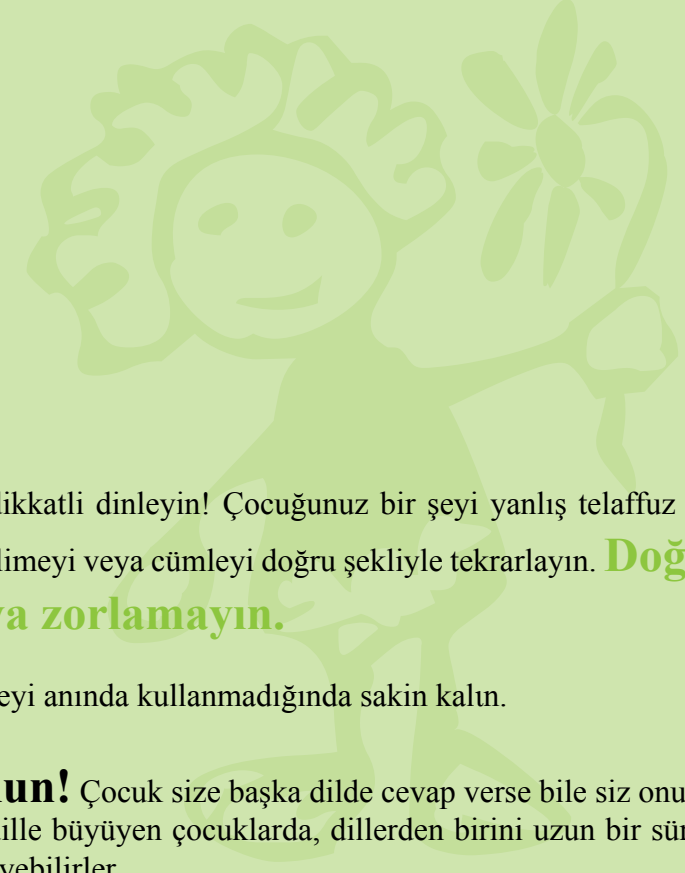 dikkatli dinleyin! Çocuğunuz bir şeyi yanlış telaffuz
limeyi veya cümleyi doğru şekliyle tekrarlayın. Doğ
a zorlamayın.
eyi anında kullanmadığında sakin kalın.
un! Çocuk size başka dilde cevap verse bile siz onu
ille büyüyen çocuklarda, dillerden birini uzun bir sür
yebilirler